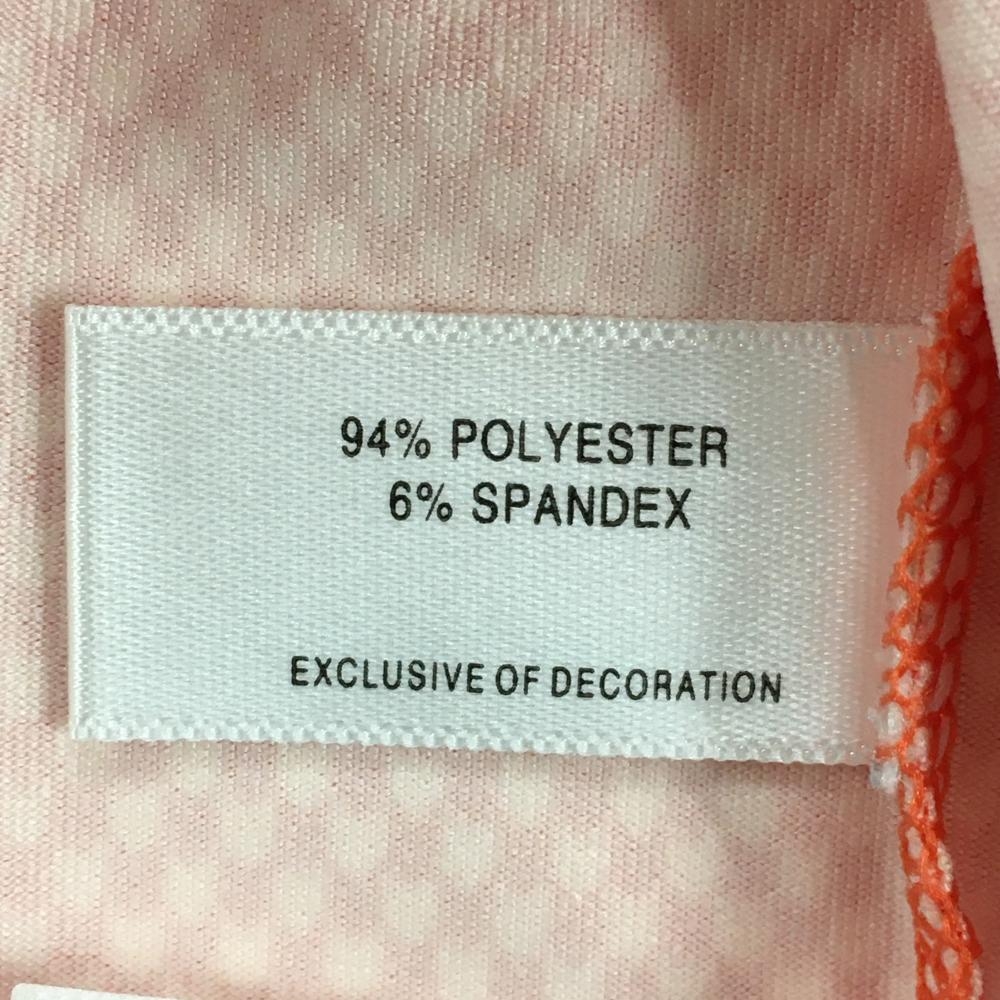 94% POLYESTER
6% SPANDEX
EXCLUSIVE OF DECORATION